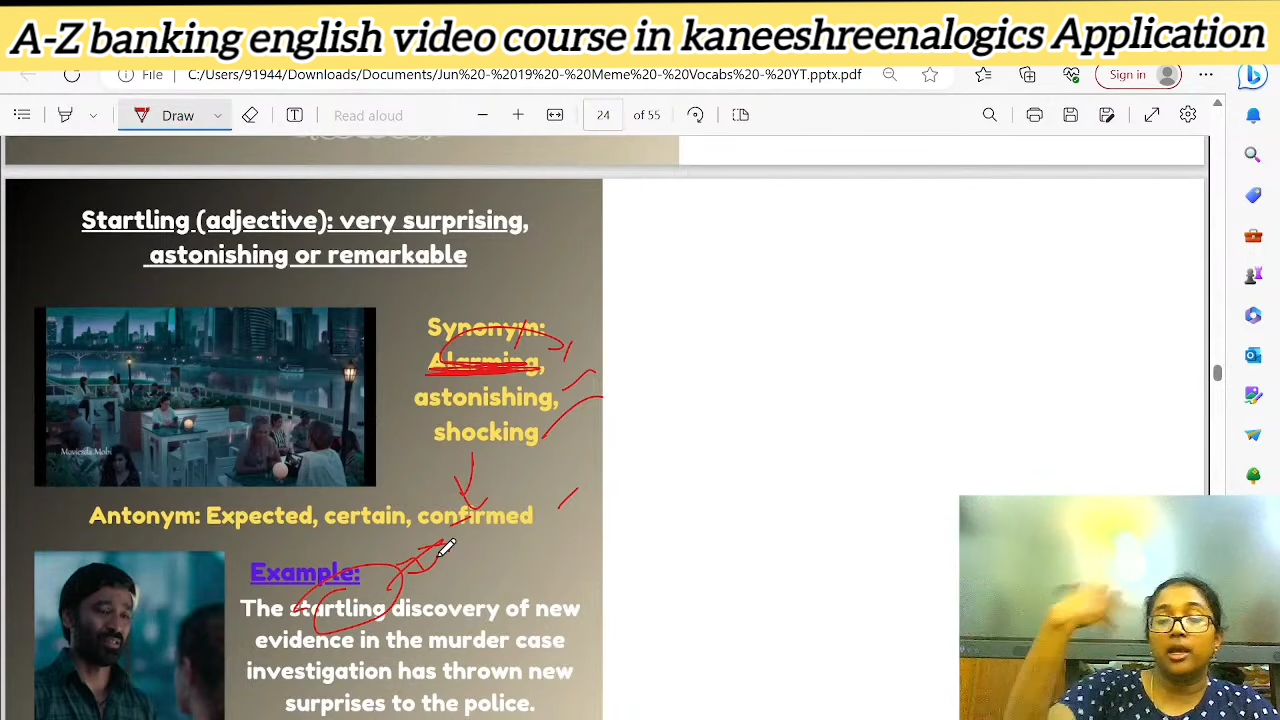 A-Z banking english video course in kaneeshreenalogics Application
File
C:/Users/91944/Downloads/Documents/Jun%20-%2019%20-%20Meme%20-%20Vocabs%20-%20YT.pptx.pdf
Sign in
Draw
Read aloud
24
of 55
Startling (adjective): very surprising,
astonishing or remarkable
Synonym:
Alarming,
astonishing,
shocking
Moviesda.Mobi
Antonym: Expected, certain, confirmed
Example:
The startling discovery of new
evidence in the murder case
investigation has thrown new
surprises to the police.